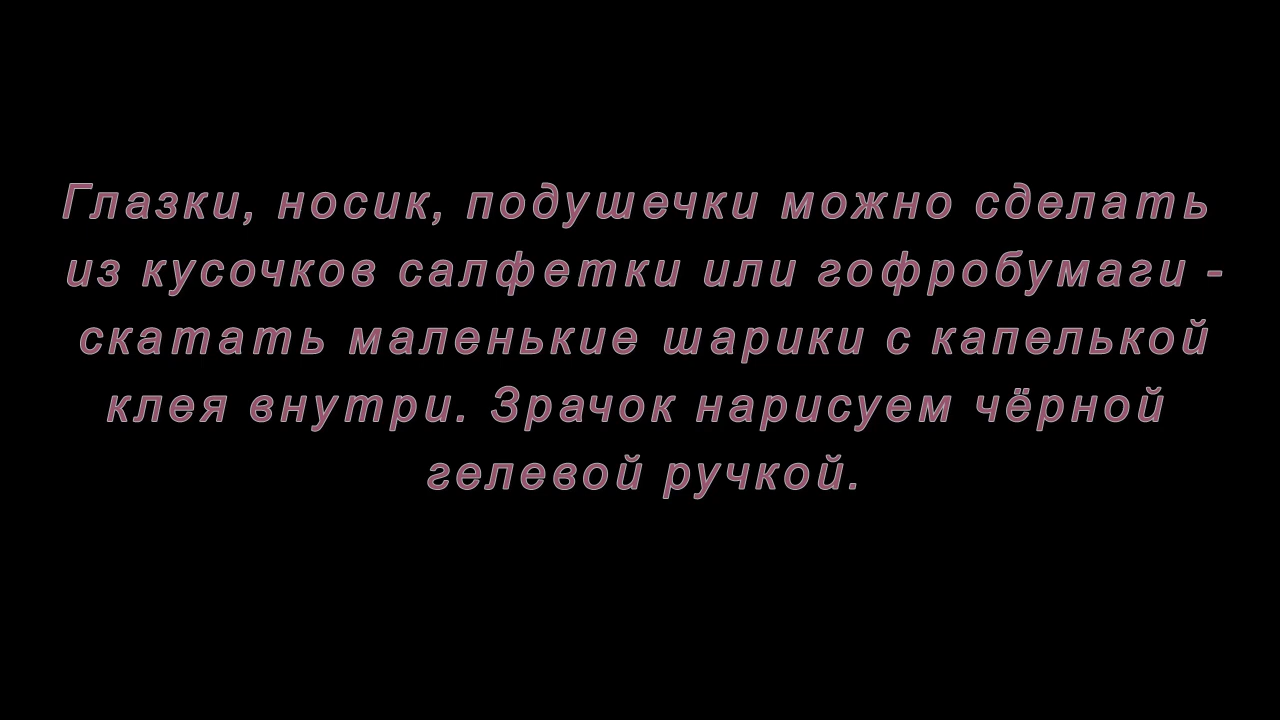 Глазки, носик, подушечки можно сделать
из кусочков салфетки или гофробумаги -
скатать маленькие шарики с капелькой
клея внутри. Зрачок нарисуем чёрной
гелевой ручкой.